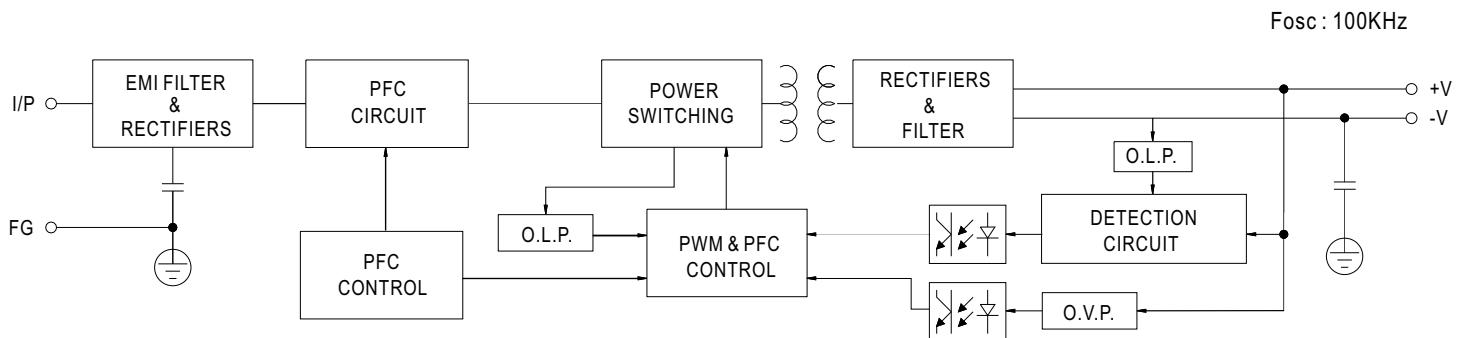 Fosc : 100KHz
I/P
EMI FILTER
&
RECTIFIERS
PFC
CIRCUIT
POWER
SWITCHING
RECTIFIERS
&
FILTER
+V
-V
O.L.P.
FG
O.L.P.
PFC
CONTROL
PWM & PFC
CONTROL
DETECTION
CIRCUIT
O.V.P.